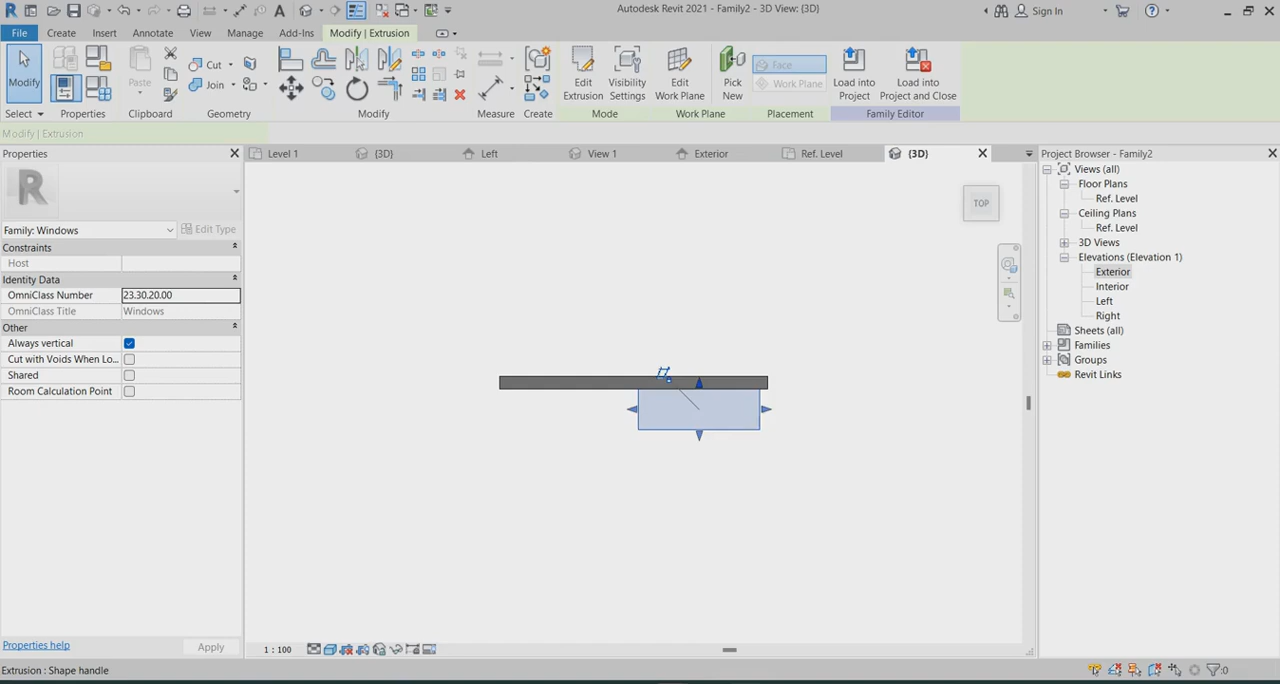 Autodesk Revit 2021 - Family2 - 3D View: {3D}
Sign In
File Create Insert Annotate View Manage Add-Ins Modify | Extrusion
Modify
Paste
Cut
Join
Edit Extrusion
Visibility Settings
Edit Work Plane
Pick New
Face
Work Plane
Load into Project
Load into Project and Close
Select Properties Clipboard Geometry Modify Measure Create Mode Work Plane Placement Family Editor
Modify | Extrusion
Properties
Level 1 {3D} Left View 1 Exterior Ref. Level {3D}
Project Browser - Family2
Family: Windows
Edit Type
Constraints
Host
Identity Data
OmniClass Number 23.30.20.00
OmniClass Title Windows
Other
Always vertical
Cut with Voids When Lo...
Shared
Room Calculation Point
TOP
Views (all)
Floor Plans
Ref. Level
Ceiling Plans
Ref. Level
3D Views
Elevations (Elevation 1)
Exterior
Interior
Left
Right
Sheets (all)
Families
Groups
Revit Links
Properties help
Apply
1 : 100
Extrusion : Shape handle
:0